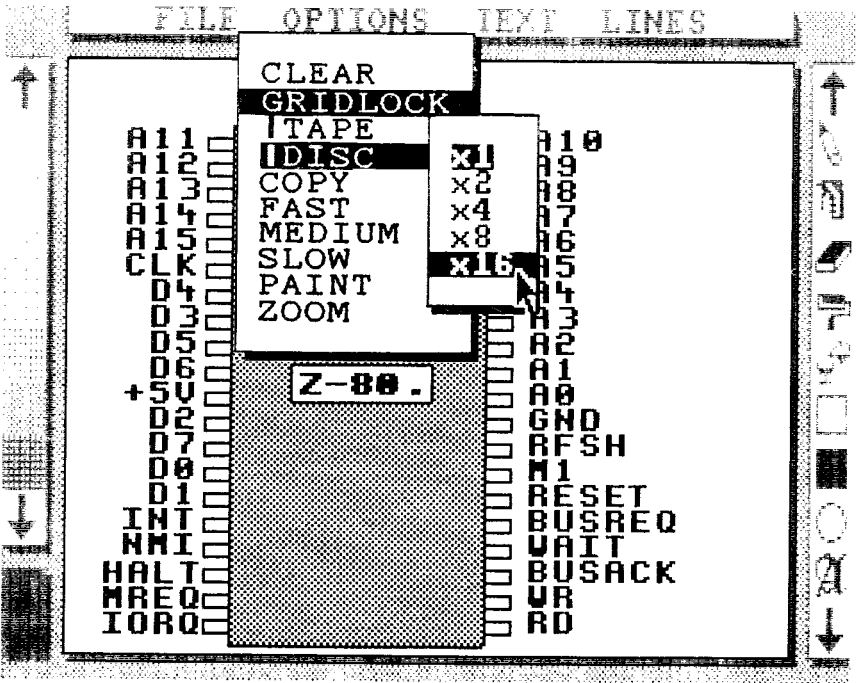 FILE OPTIONS TEXT LINES
CLEAR
GRIDLOCK
TAPE
DISC
COPY
FAST
MEDIUM
SLOW
PAINT
ZOOM
x1
x2
x4
x8
x16
A11
A12
A13
A14
A15
CLK
D4
D3
D5
D6
+5V
D2
D7
D0
D1
INT
NMI
HALT
MREQ
IORQ
Z-80.
A10
A9
A8
A7
A6
A5
A4
A3
A2
A1
A0
GND
RFSH
M1
RESET
BUSREQ
WAIT
BUSACK
WR
RD
A